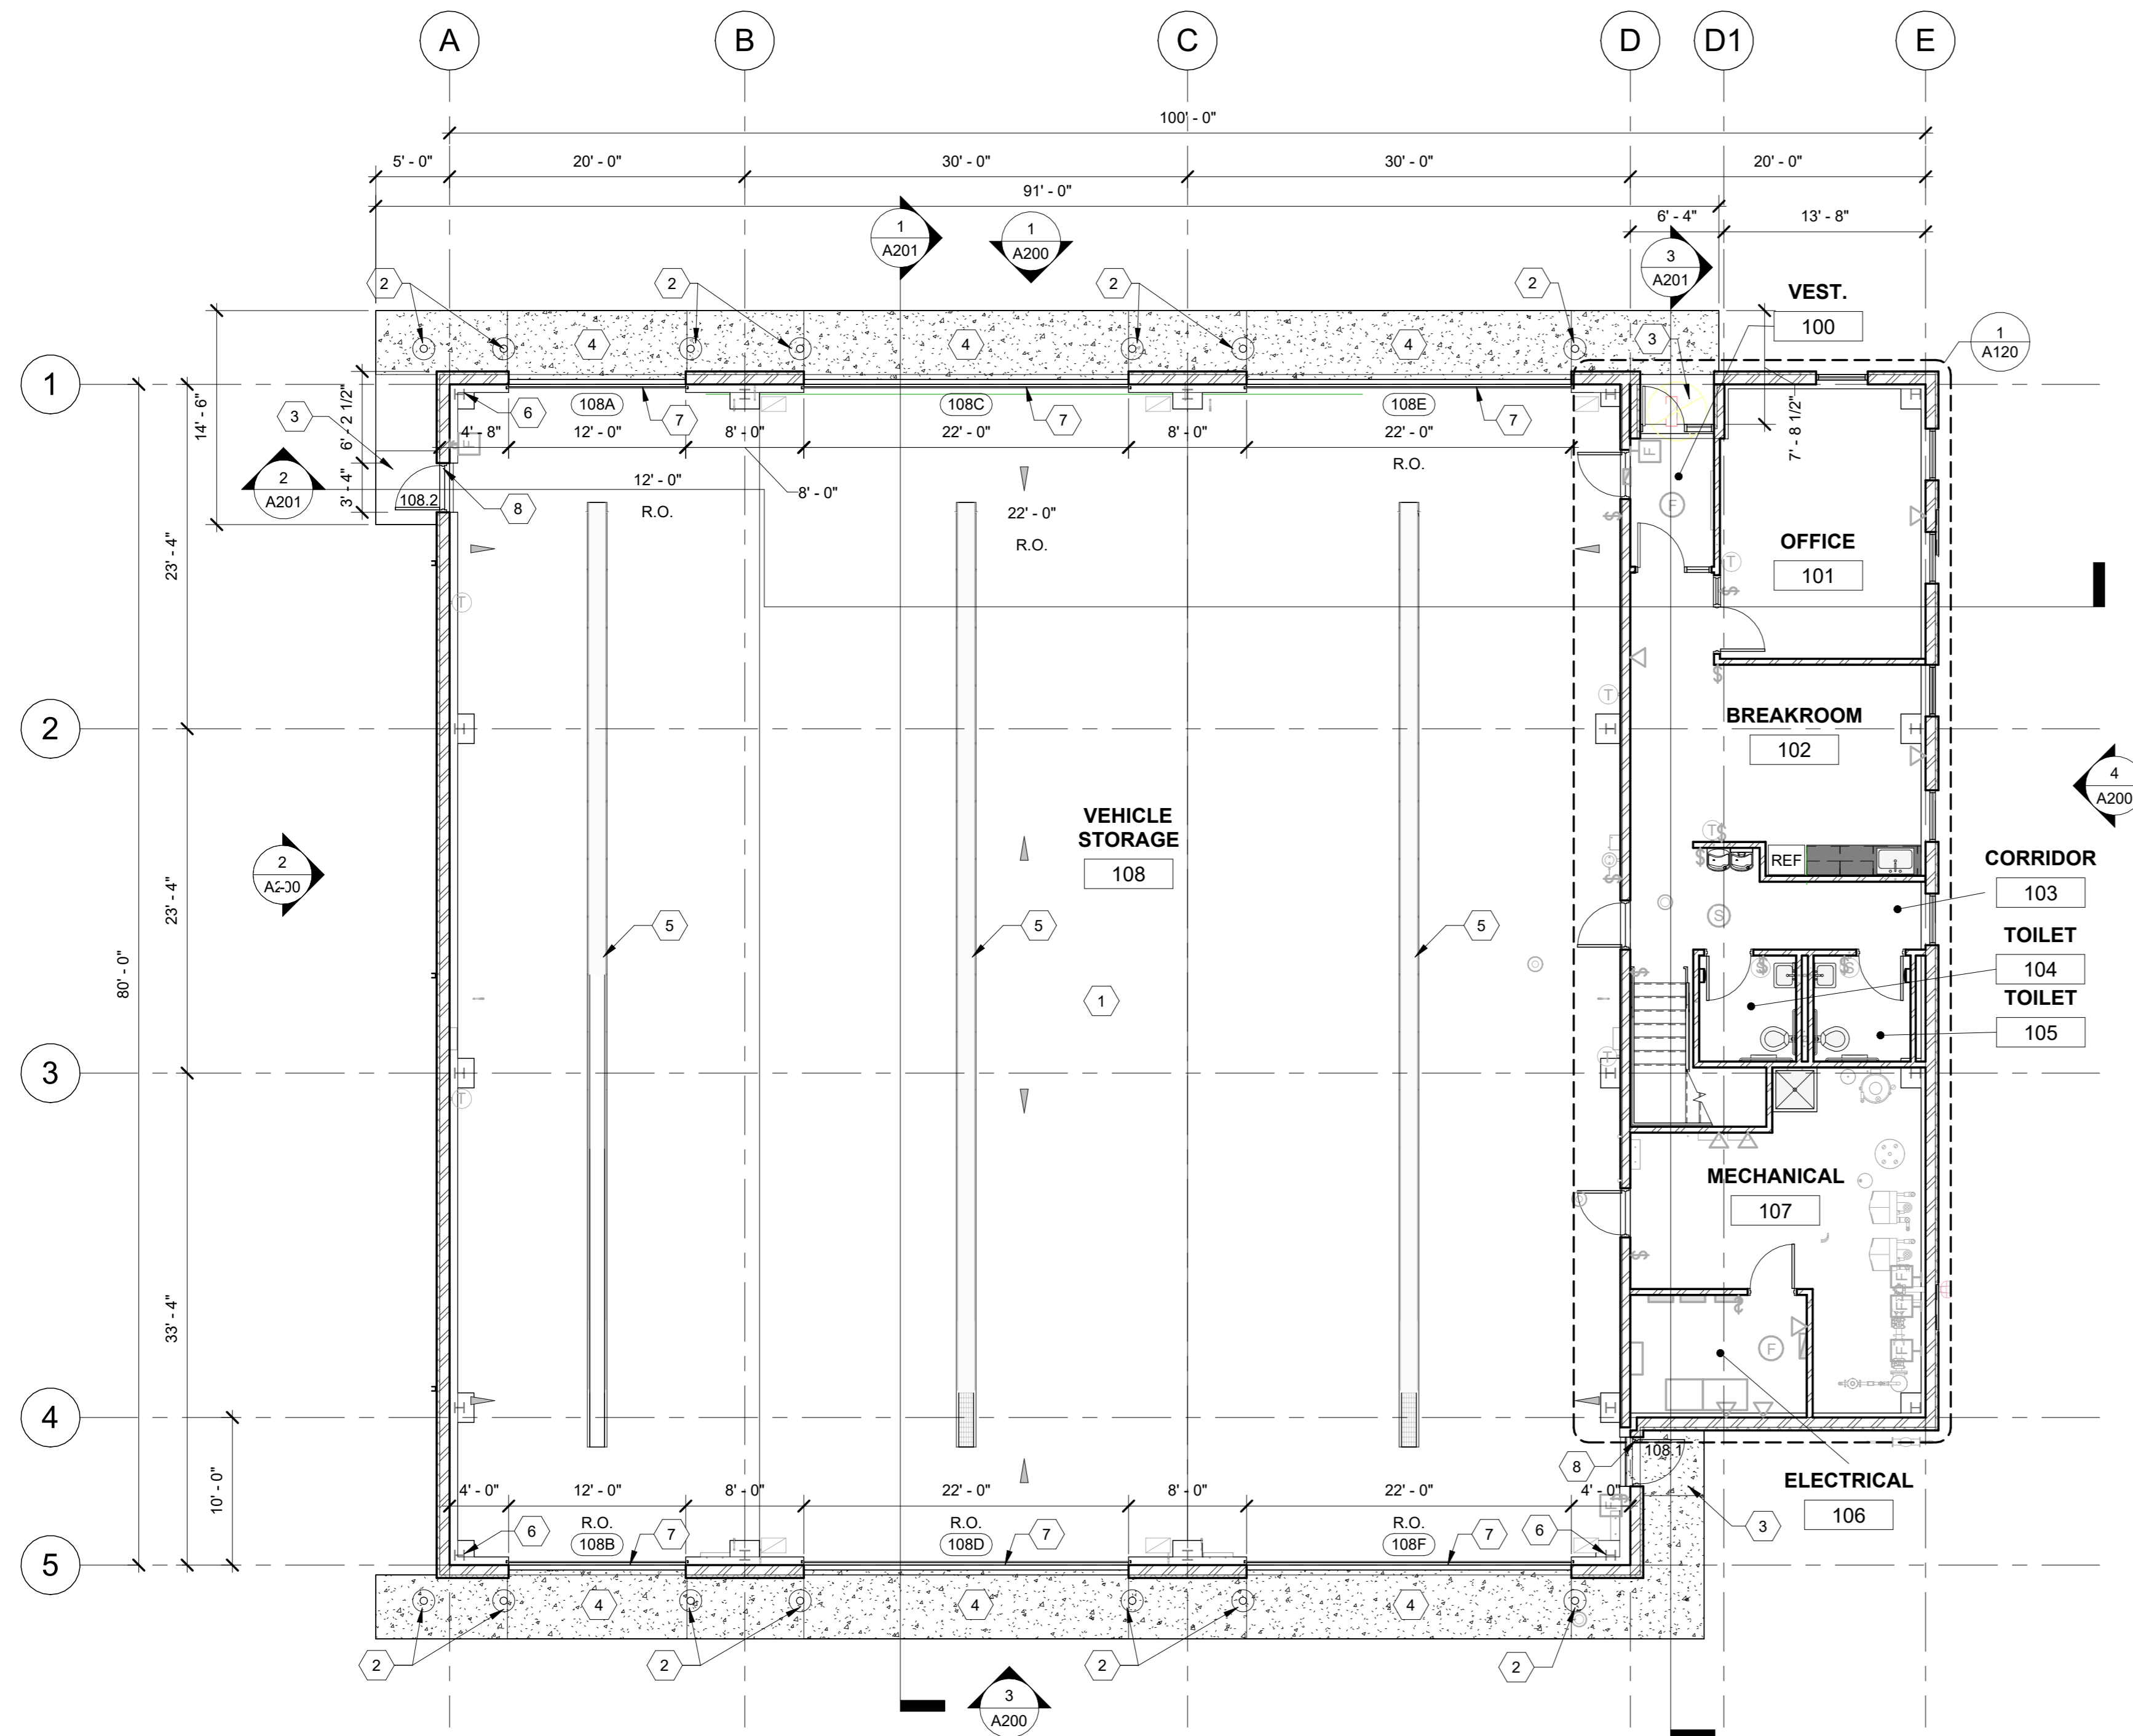 A B C D D1 E
100' - 0"
5' - 0" 20' - 0" 30' - 0" 30' - 0" 20' - 0"
91' - 0"
6' - 4" 13' - 8"
1
A201
1
A200
3
A201
2 2 2 2
VEST.
100
1
A120
4 4 4 3
1
14' - 6"
6' - 2 1/2"
3' - 4"
3
6 7 7 7
108A 108C 108E
4' - 8" 12' - 0" 8' - 0" 22' - 0" 8' - 0" 22' - 0"
R.O.
7' - 8 1/2"
F F
2
A201
108.2
8
12' - 0"
R.O.
8' - 0"
22' - 0"
R.O.
F
23' - 4"
OFFICE
101
T T
$ $ $
2
T
BREAKROOM
102
4
A200
VEHICLE
STORAGE
108
2
A200
T $
$ $
REF
CORRIDOR
103
23' - 4"
80' - 0"
5 5 5
S
TOILET
104
TOILET
105
$ $ $
1
3
T T
MECHANICAL
107
33' - 4"
$
F
F
F
$
F
4
10' - 0"
8
108.1
ELECTRICAL
106
4' - 0" 12' - 0" 8' - 0" 22' - 0" 8' - 0" 22' - 0" 4' - 0"
F
R.O. R.O. R.O.
6 108B 7 108D 7 108F 7 6
3
5
4 4 4
2 2 2 2
3
A200